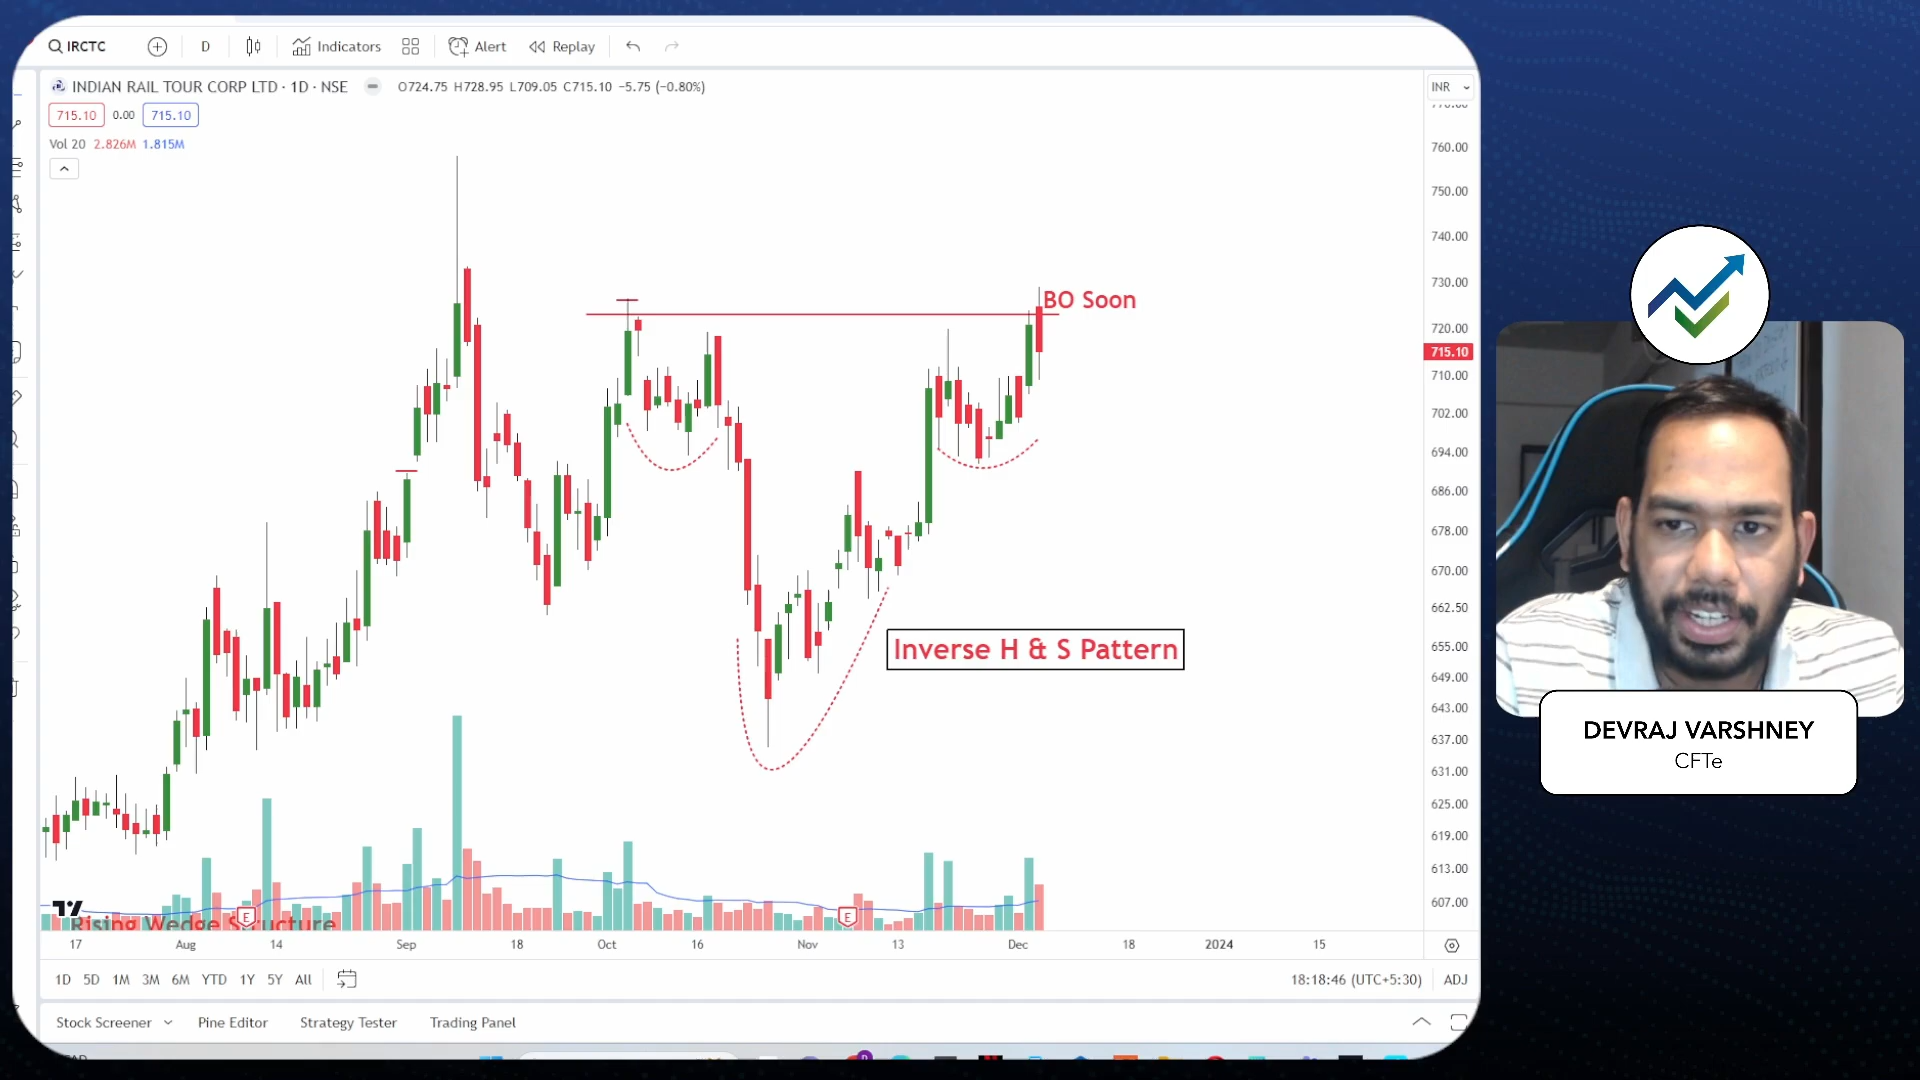 IRCTC
D
Indicators
Alert
Replay
INDIAN RAIL TOUR CORP LTD · 1D · NSE
O724.75 H728.95 L709.05 C715.10 −5.75 (−0.80%)
INR
715.10 0.00 715.10
Vol 20 2.826M 1.815M
760.00
750.00
740.00
730.00
BO Soon
720.00
715.10
710.00
702.00
694.00
686.00
678.00
670.00
662.50
655.00
Inverse H & S Pattern
649.00
643.00
637.00
631.00
625.00
619.00
613.00
607.00
E
E
Rising Wedge Structure
17 Aug 14 Sep 18 Oct 16 Nov 13 Dec 18 2024 15
1D 5D 1M 3M 6M YTD 1Y 5Y All
18:18:46 (UTC+5:30) ADJ
Stock Screener Pine Editor Strategy Tester Trading Panel
DEVRAJ VARSHNEY
CFTe